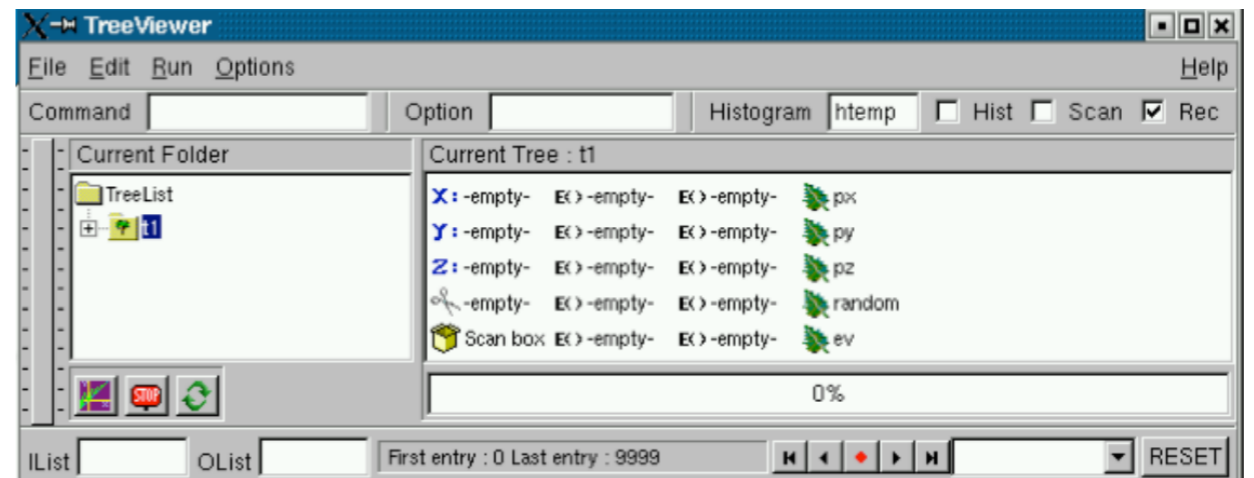 TreeViewer
File Edit Run Options Help
Command Option Histogram htemp Hist Scan Rec
Current Folder
TreeList
t1
Current Tree : t1
X: -empty- E() -empty- E() -empty- px
Y: -empty- E() -empty- E() -empty- py
Z: -empty- E() -empty- E() -empty- pz
-empty- E() -empty- E() -empty- random
Scan box E() -empty- E() -empty- ev
STOP
0%
IList OList First entry : 0 Last entry : 9999 RESET